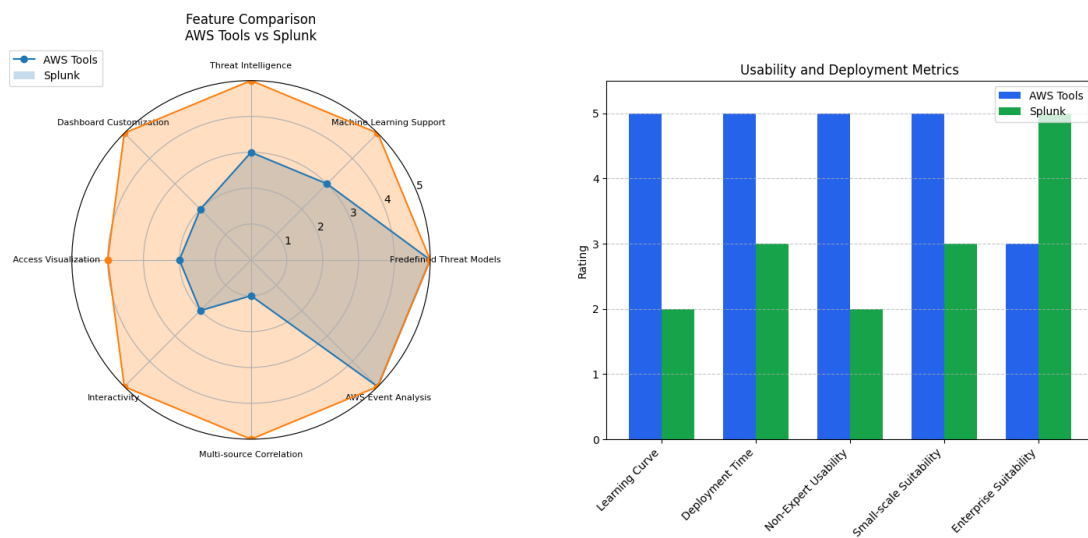 Feature Comparison
AWS Tools vs Splunk
AWS Tools
Splunk
Threat Intelligence
Dashboard Customization
Machine Learning Support
Access Visualization
Predefined Threat Models
Interactivity
AWS Event Analysis
Multi-source Correlation
1
2
3
4
5
Usability and Deployment Metrics
AWS Tools
Splunk
Rating
5
4
3
2
1
0
Learning Curve
Deployment Time
Non-Expert Usability
Small-scale Suitability
Enterprise Suitability